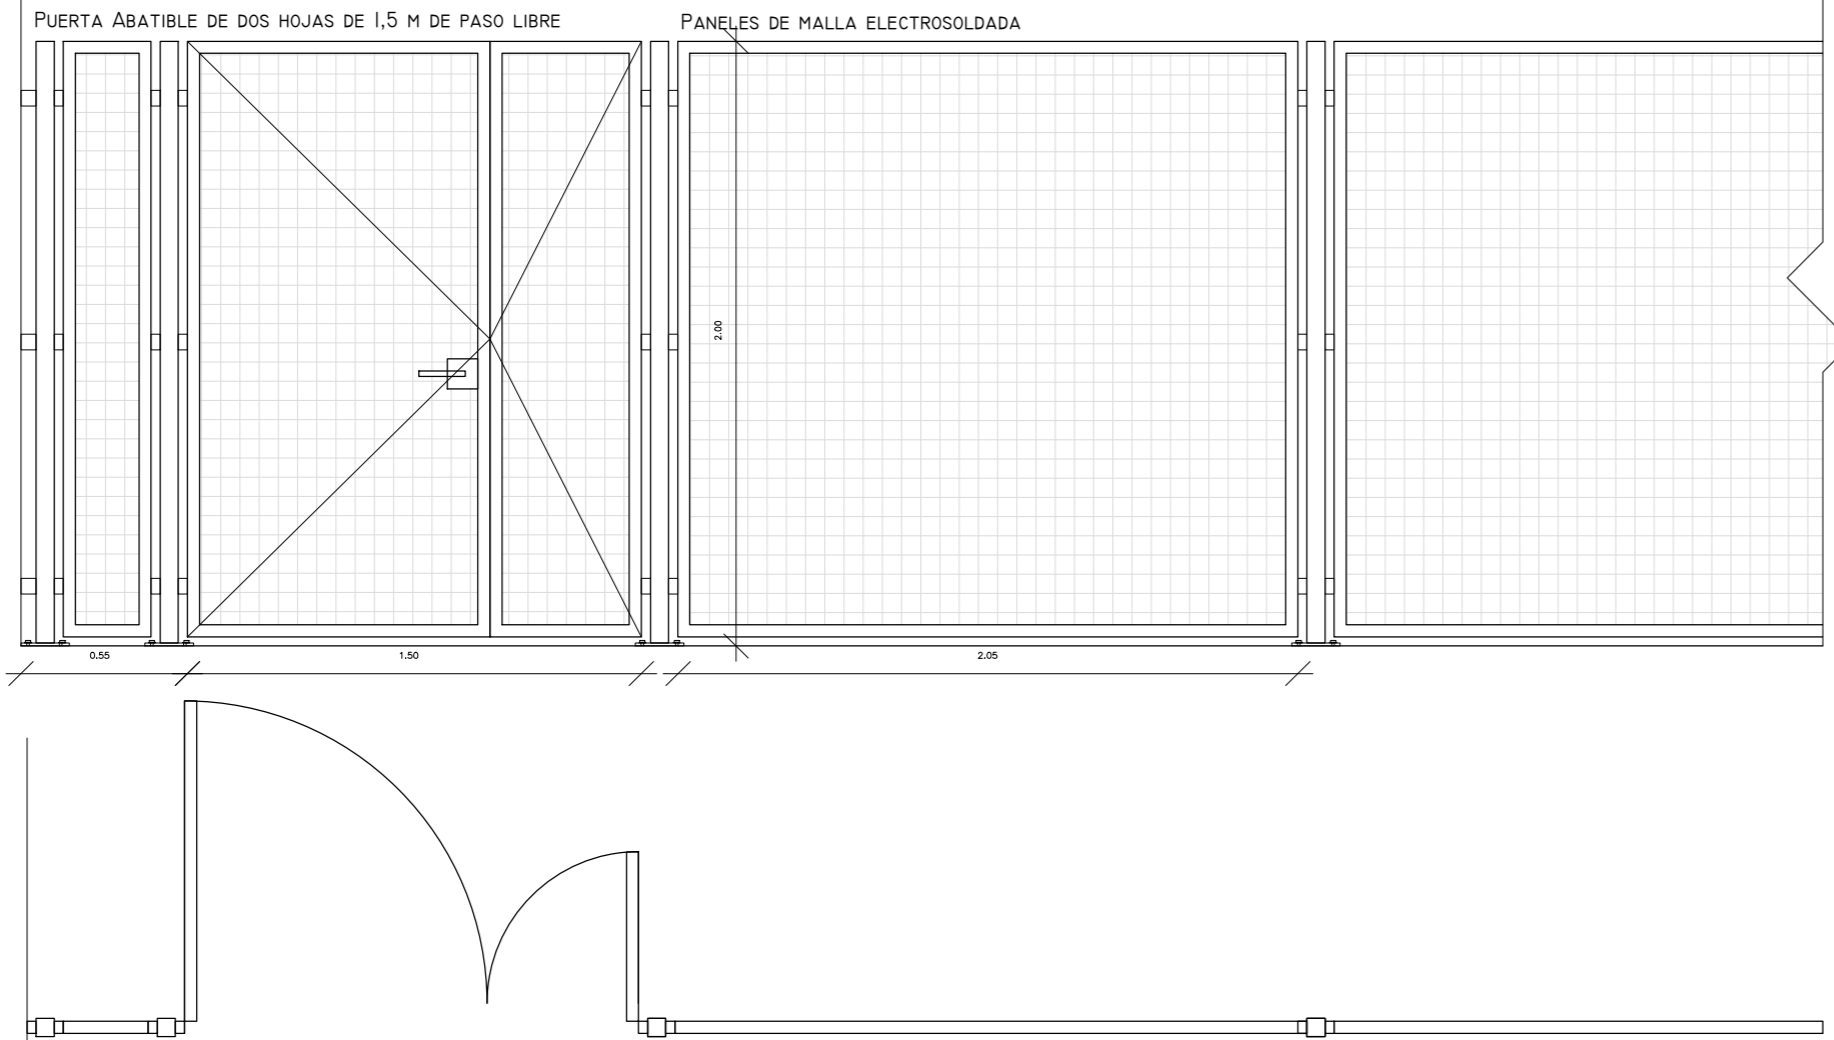 PUERTA ABATIBLE DE DOS HOJAS DE 1,5 M DE PASO LIBRE
PANELES DE MALLA ELECTROSOLDADA
2.00
0.55
1.50
2.05